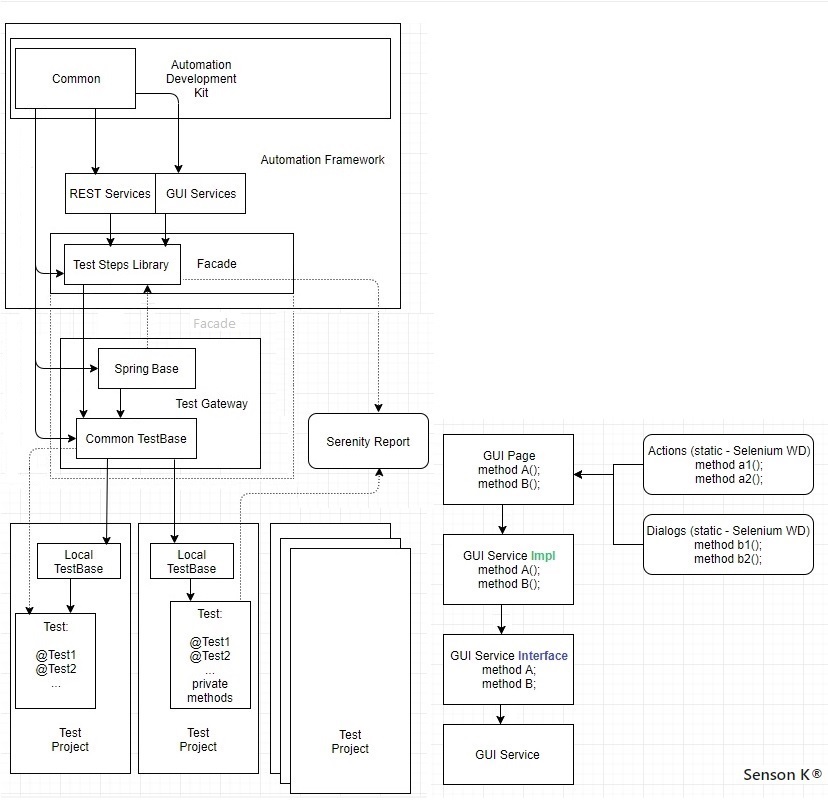 Common
Automation
Development
Kit
Automation Framework
REST Services
GUI Services
Test Steps Library
Facade
Facade
Spring Base
Test Gateway
Common TestBase
Serenity Report
Local
TestBase
Test:
@Test1
@Test2
...
Test
Project
Local
TestBase
Test:
@Test1
@Test2
...
private
methods
Test
Project
Test
Project
GUI Page
method A();
method B();
Actions (static - Selenium WD)
method a1();
method a2();
Dialogs (static - Selenium WD)
method b1();
method b2();
GUI Service Impl
method A();
method B();
GUI Service Interface
method A;
method B;
GUI Service
Senson K®